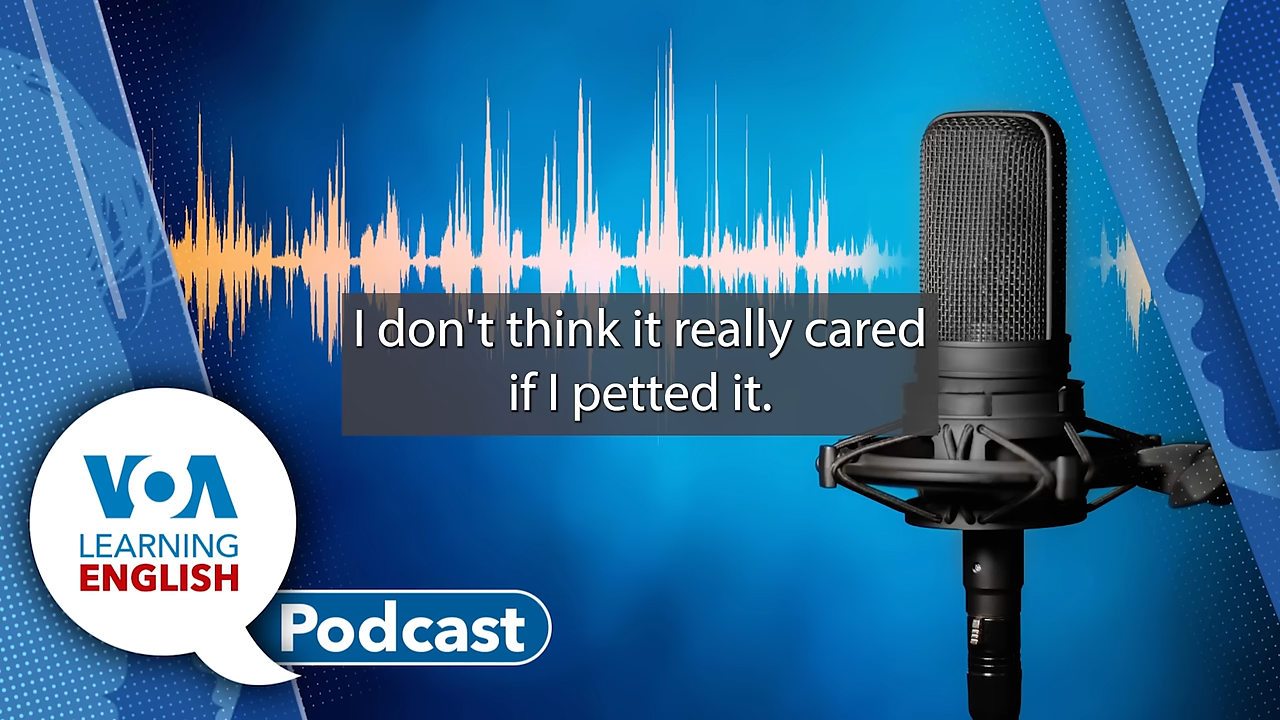 I don't think it really cared
if I petted it.
VOA
LEARNING
ENGLISH
Podcast